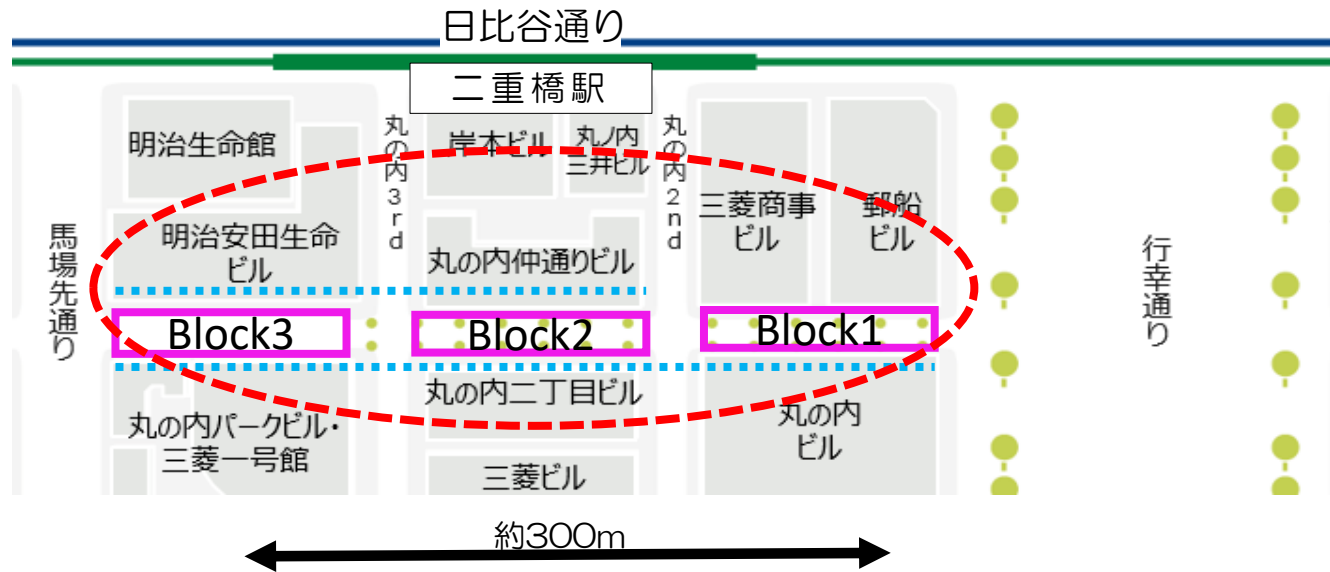 日比谷通り
二重橋駅
明治生命館
丸の内3rd
岸本ビル
丸ノ内
三井ビル
丸の内2nd
三菱商事
ビル
郵船
ビル
馬場先通り
明治安田生命
ビル
丸の内仲通りビル
行幸通り
Block3
Block2
Block1
丸の内パークビル・
三菱一号館
丸の内二丁目ビル
丸の内
ビル
三菱ビル
約300m